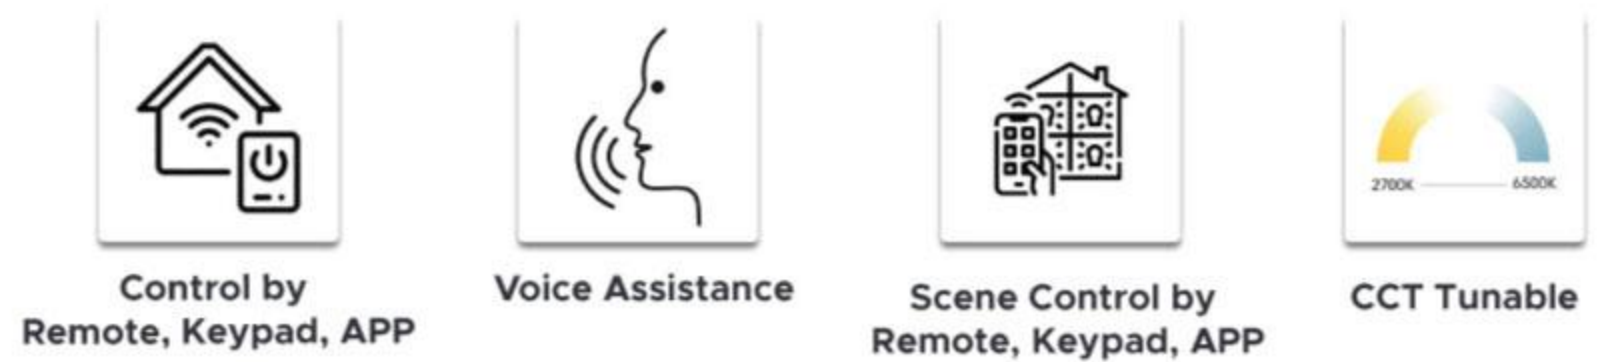 Control by
Remote, Keypad, APP
Voice Assistance
Scene Control by
Remote, Keypad, APP
2700K
6500K
CCT Tunable